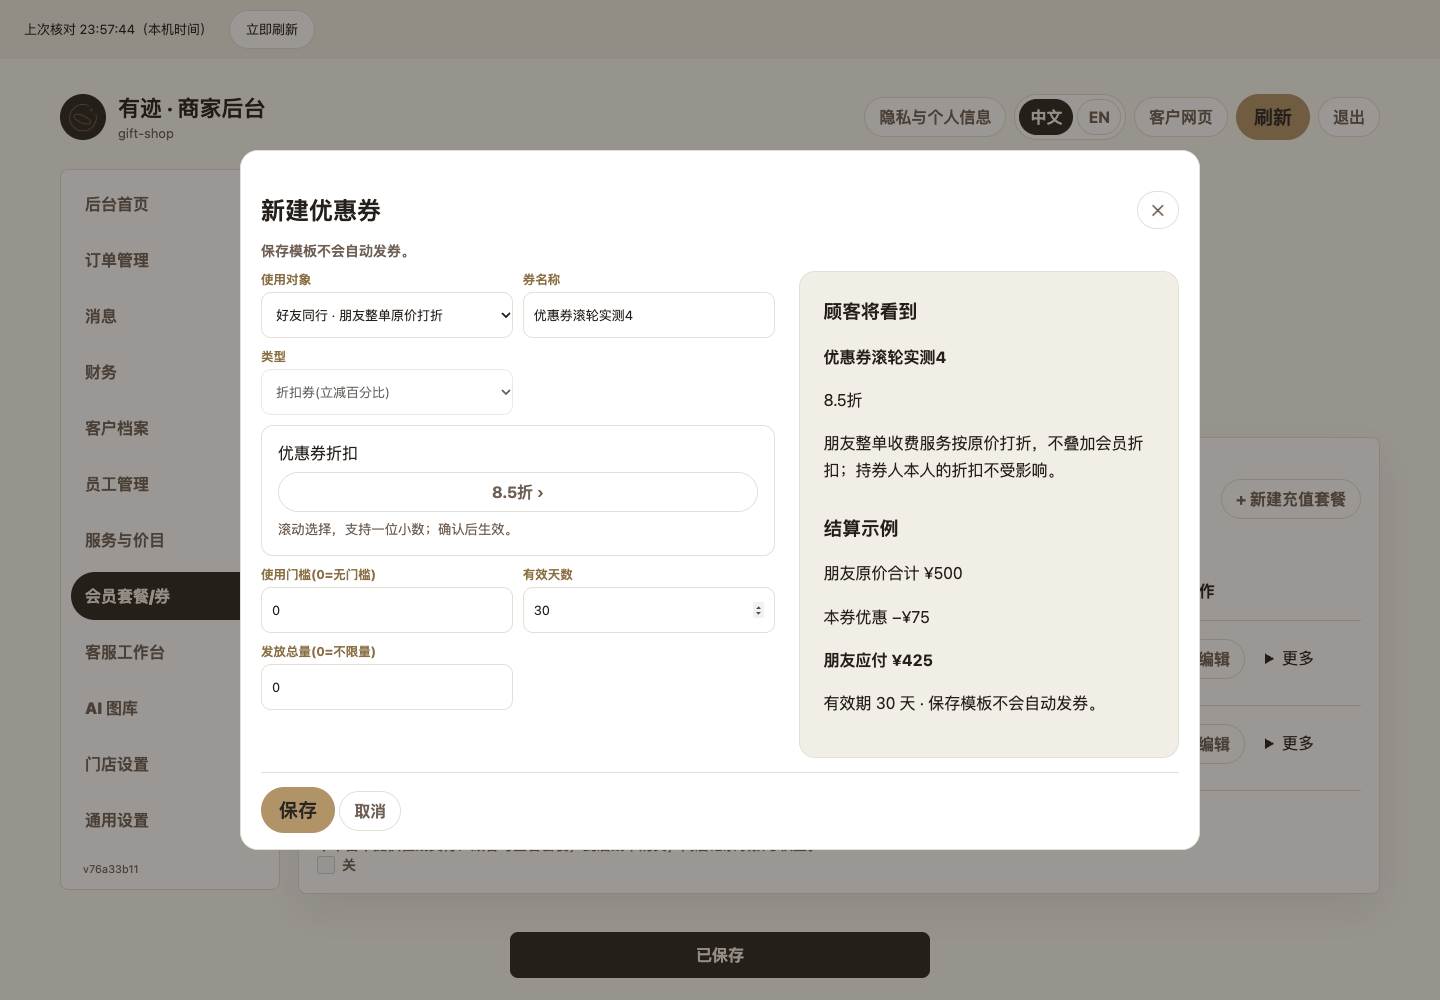 上次核对 23:57:44（本机时间）
立即刷新
有迹 · 商家后台
gift-shop
隐私与个人信息
中文
EN
客户网页
刷新
退出
后台首页
订单管理
消息
财务
客户档案
员工管理
服务与价目
会员套餐/券
客服工作台
AI 图库
门店设置
通用设置
v76a33b11
新建优惠券
×
保存模板不会自动发券。
使用对象
券名称
好友同行 · 朋友整单原价打折
优惠券滚轮实测4
类型
折扣券(立减百分比)
优惠券折扣
8.5折 ›
滚动选择，支持一位小数；确认后生效。
使用门槛(0=无门槛)
有效天数
0
30
发放总量(0=不限量)
0
顾客将看到
优惠券滚轮实测4
8.5折
朋友整单收费服务按原价打折，不叠加会员折
扣；持券人本人的折扣不受影响。
结算示例
朋友原价合计 ¥500
本券优惠 −¥75
朋友应付 ¥425
有效期 30 天 · 保存模板不会自动发券。
保存
取消
+ 新建充值套餐
作
编辑
▶ 更多
编辑
▶ 更多
关
已保存